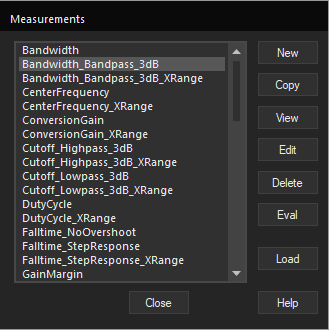 Measurements
Bandwidth
Bandwidth_Bandpass_3dB
Bandwidth_Bandpass_3dB_XRange
CenterFrequency
CenterFrequency_XRange
ConversionGain
ConversionGain_XRange
Cutoff_Highpass_3dB
Cutoff_Highpass_3dB_XRange
Cutoff_Lowpass_3dB
Cutoff_Lowpass_3dB_XRange
DutyCycle
DutyCycle_XRange
Falltime_NoOvershoot
Falltime_StepResponse
Falltime_StepResponse_XRange
GainMargin
New
Copy
View
Edit
Delete
Eval
Load
Close
Help